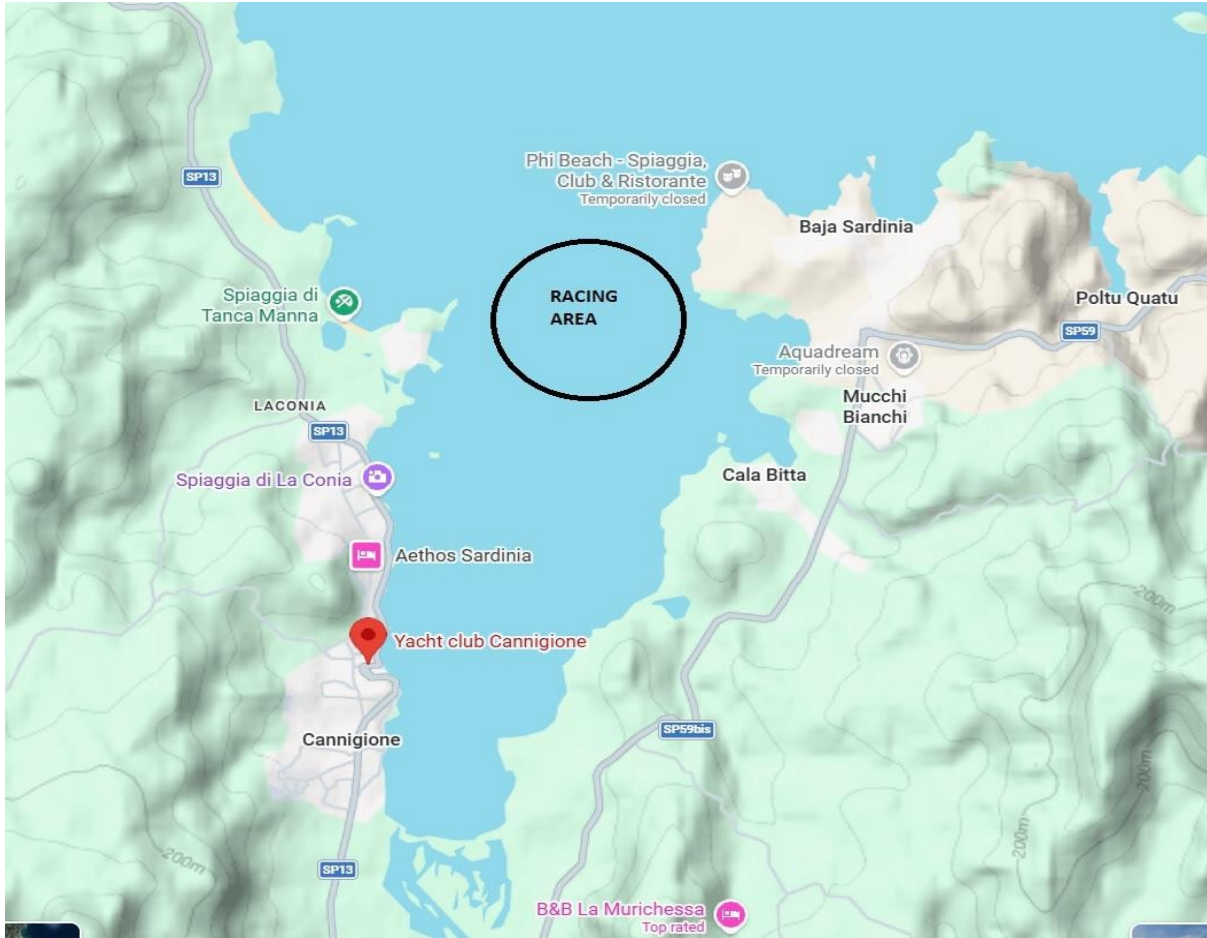 SP13
Phi Beach - Spiaggia,
Club & Ristorante
Temporarily closed
Baja Sardinia
RACING
AREA
Spiaggia di
Tanca Manna
Poltu Quatu
SP59
Aquadream
Temporarily closed
Mucchi
Bianchi
LACONIA
SP13
Spiaggia di La Conia
Cala Bitta
Aethos Sardinia
200m
Yacht club Cannigione
SP59bis
Cannigione
200m
200m
200m
SP13
B&B La Murichessa
Top rated